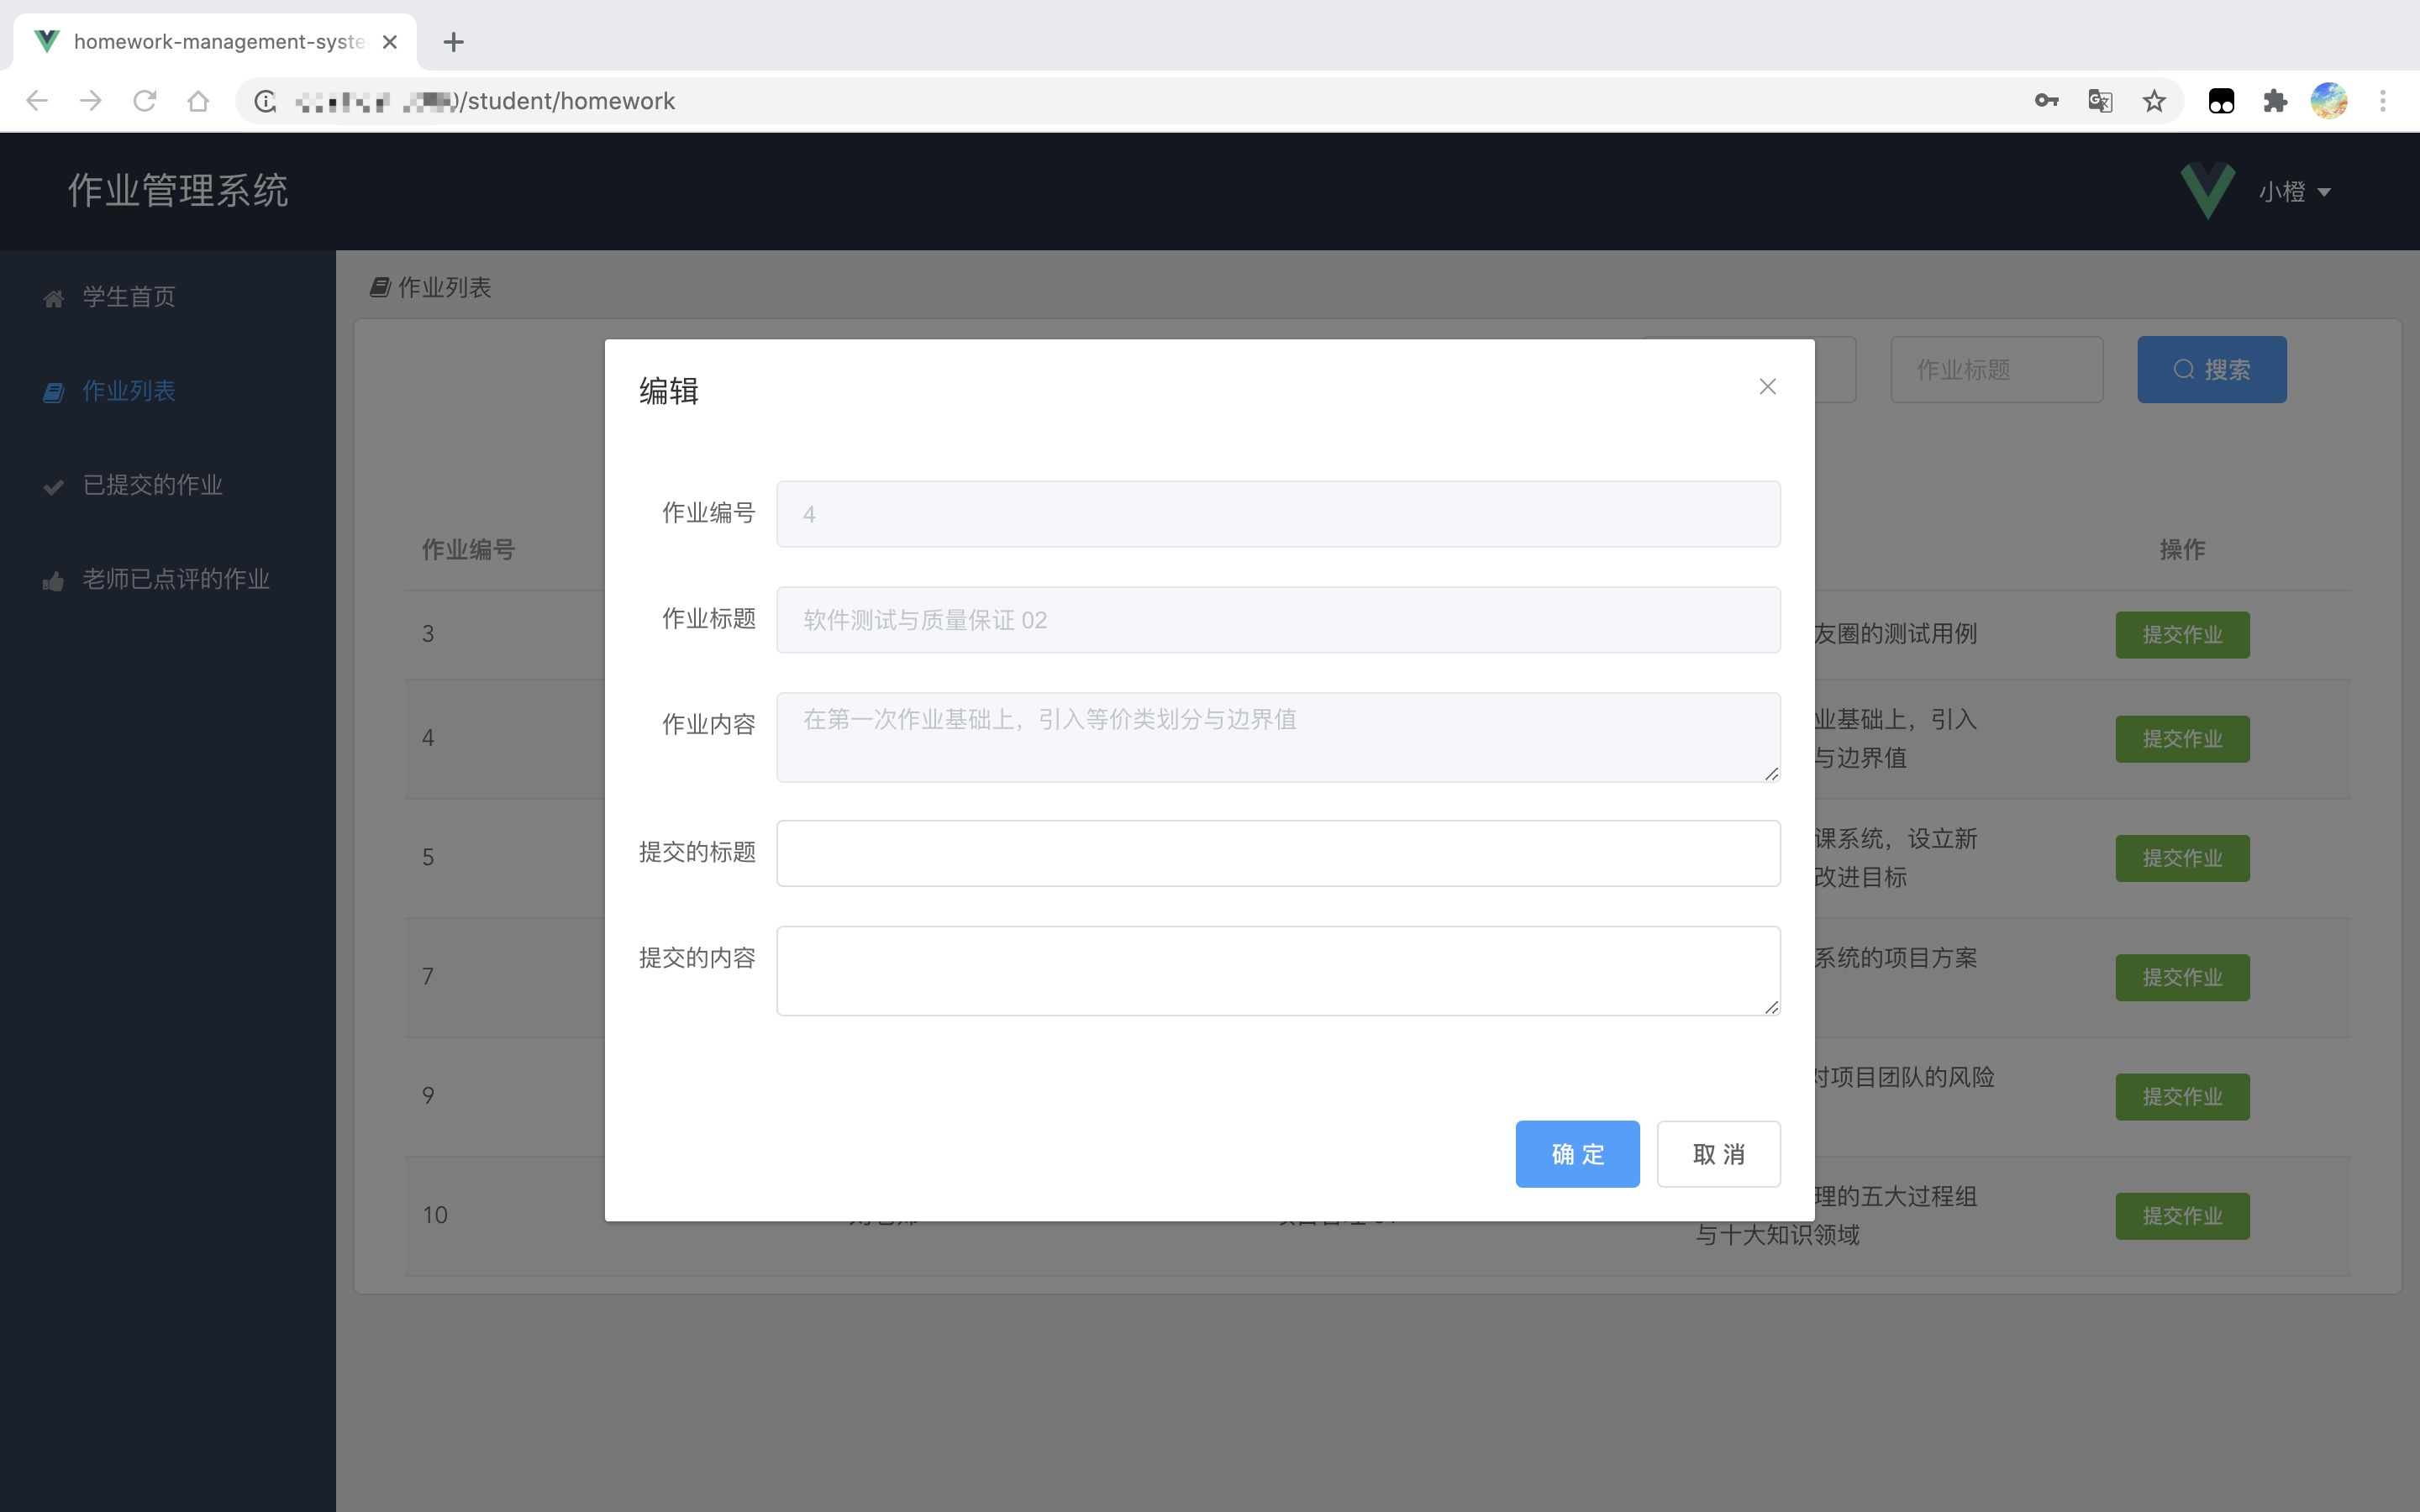 homework-management-syste
/student/homework
作业管理系统
小橙
学生首页
作业列表
已提交的作业
老师已点评的作业
作业列表
作业标题
搜索
编辑
作业编号 4
作业标题 软件测试与质量保证 02
作业内容 在第一次作业基础上，引入等价类划分与边界值
提交的标题
提交的内容
确 定 取 消
作业编号 操作
3 友圈的测试用例 提交作业
4 业基础上，引入
与边界值 提交作业
5 课系统，设立新
改进目标 提交作业
7 系统的项目方案 提交作业
9 对项目团队的风险 提交作业
10 理的五大过程组
与十大知识领域 提交作业